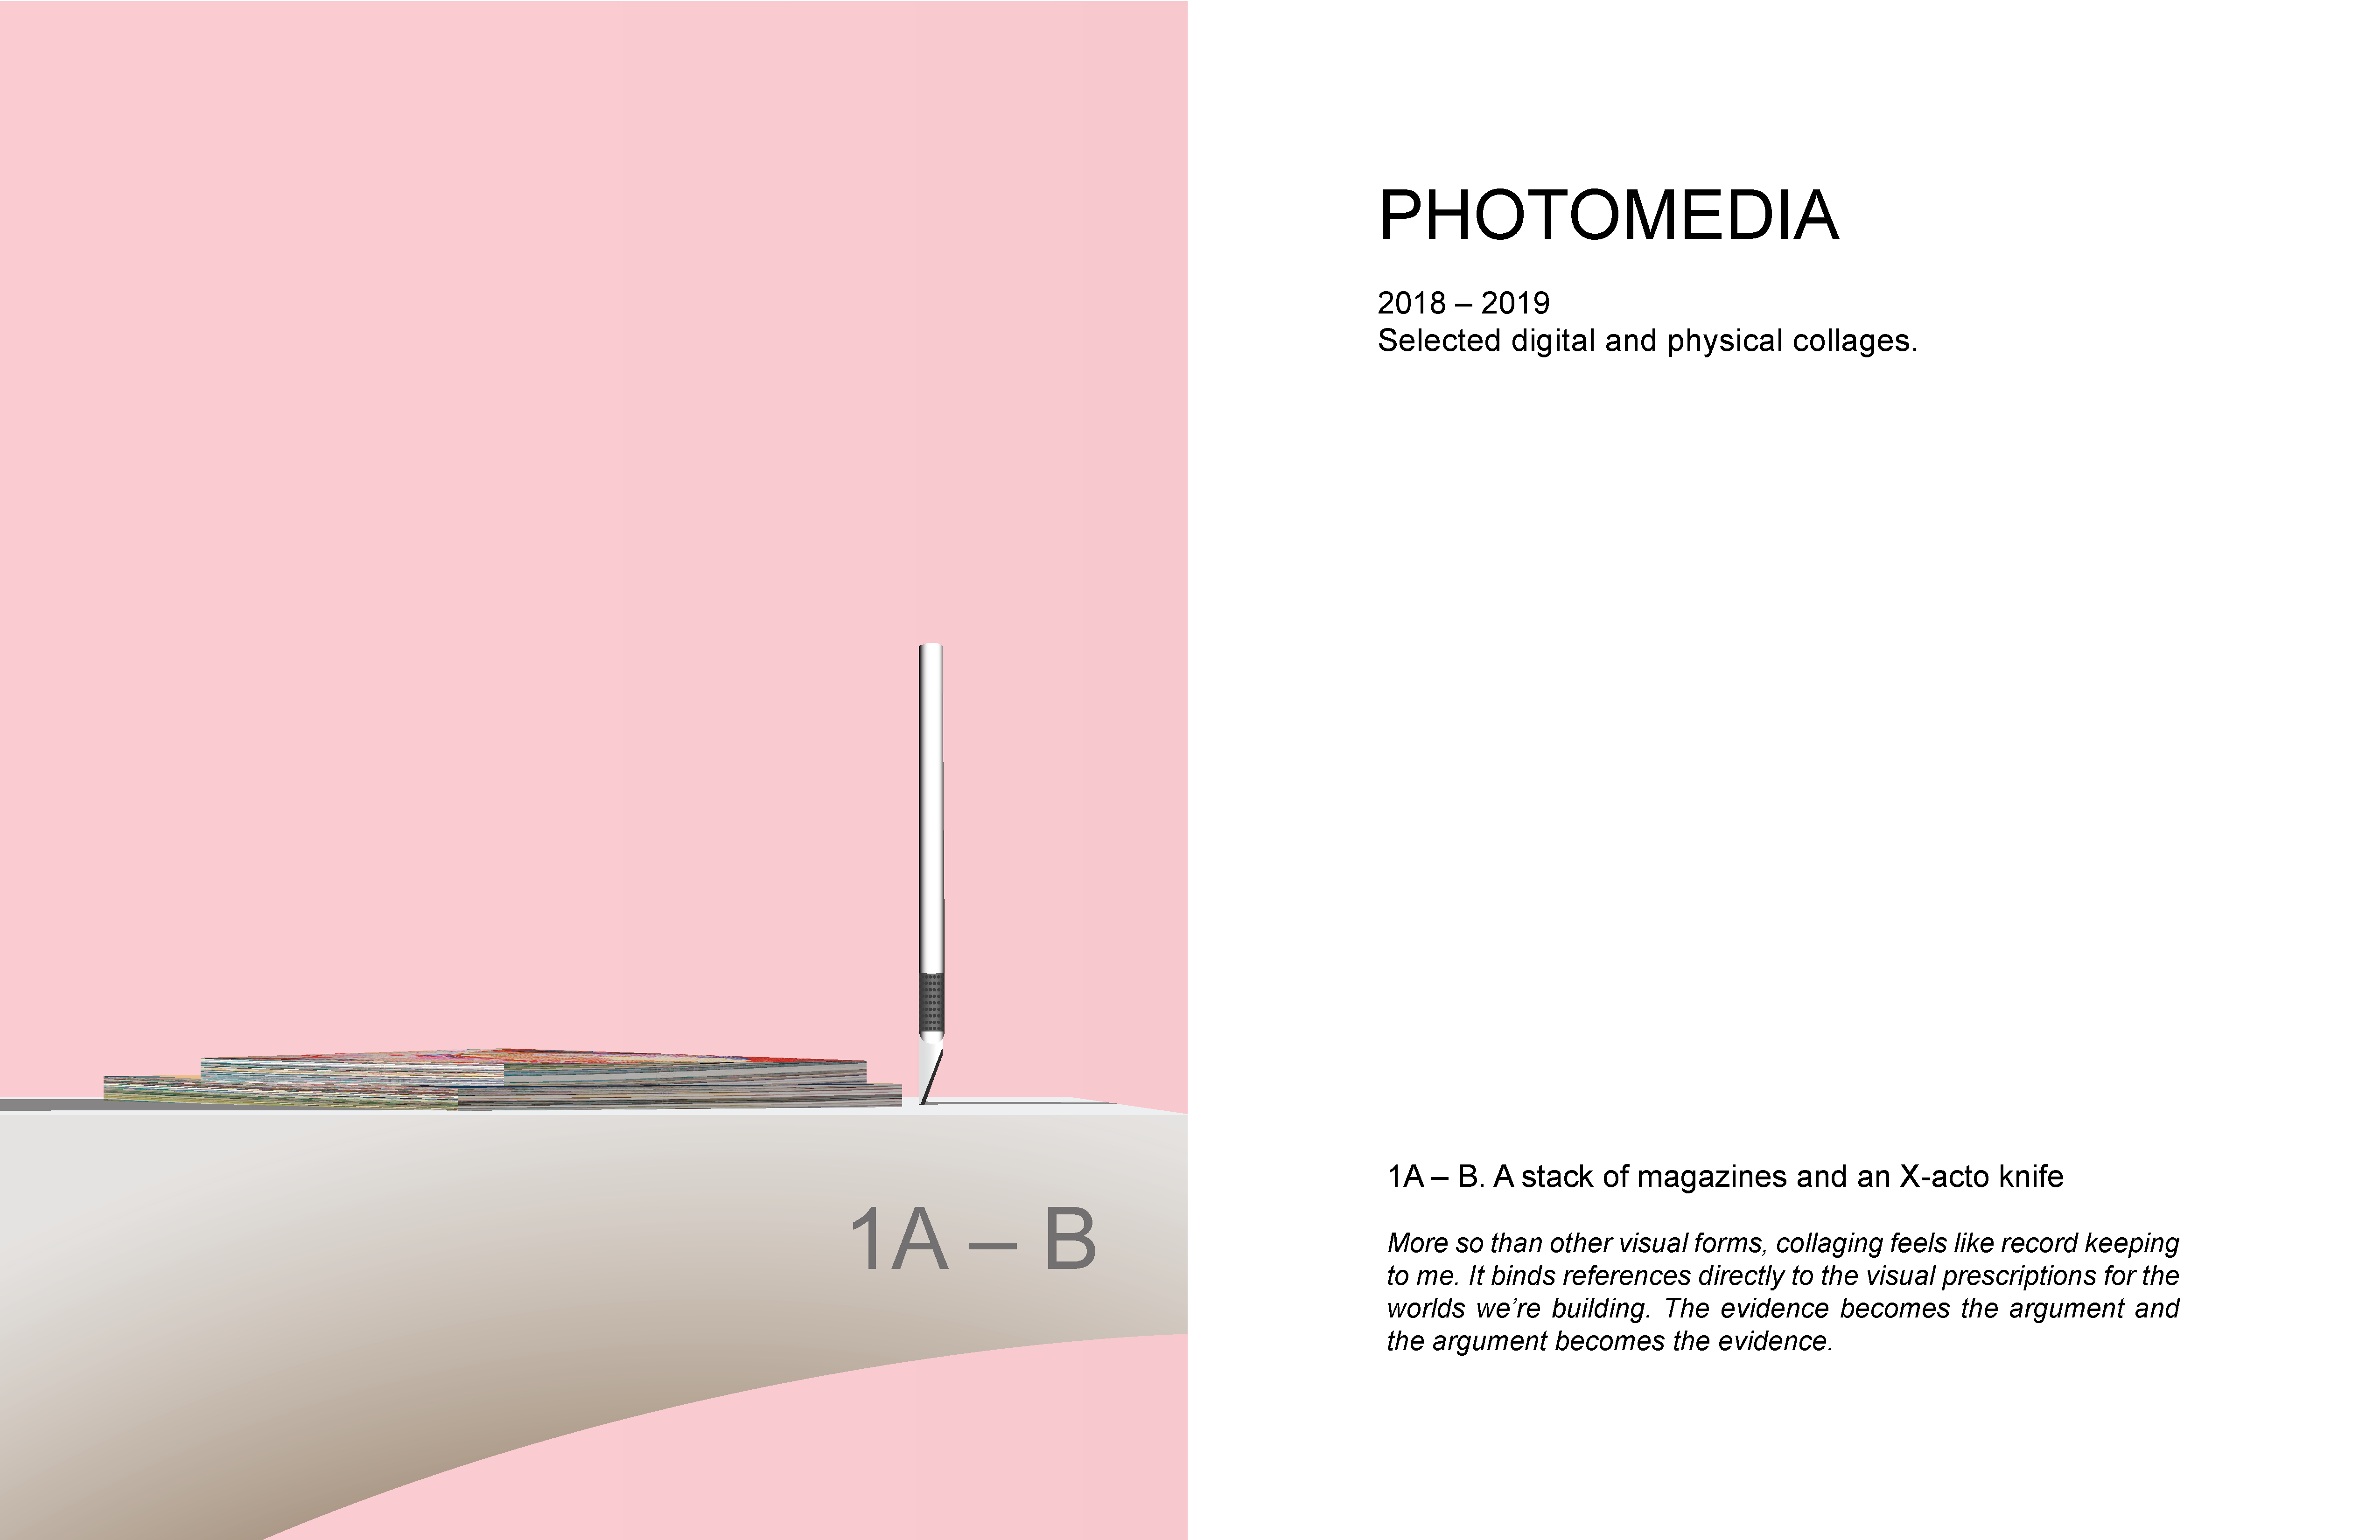 1A – B
PHOTOMEDIA
2018 – 2019
Selected digital and physical collages.
1A – B. A stack of magazines and an X-acto knife
More so than other visual forms, collaging feels like record keeping
to me. It binds references directly to the visual prescriptions for the
worlds we’re building. The evidence becomes the argument and
the argument becomes the evidence.